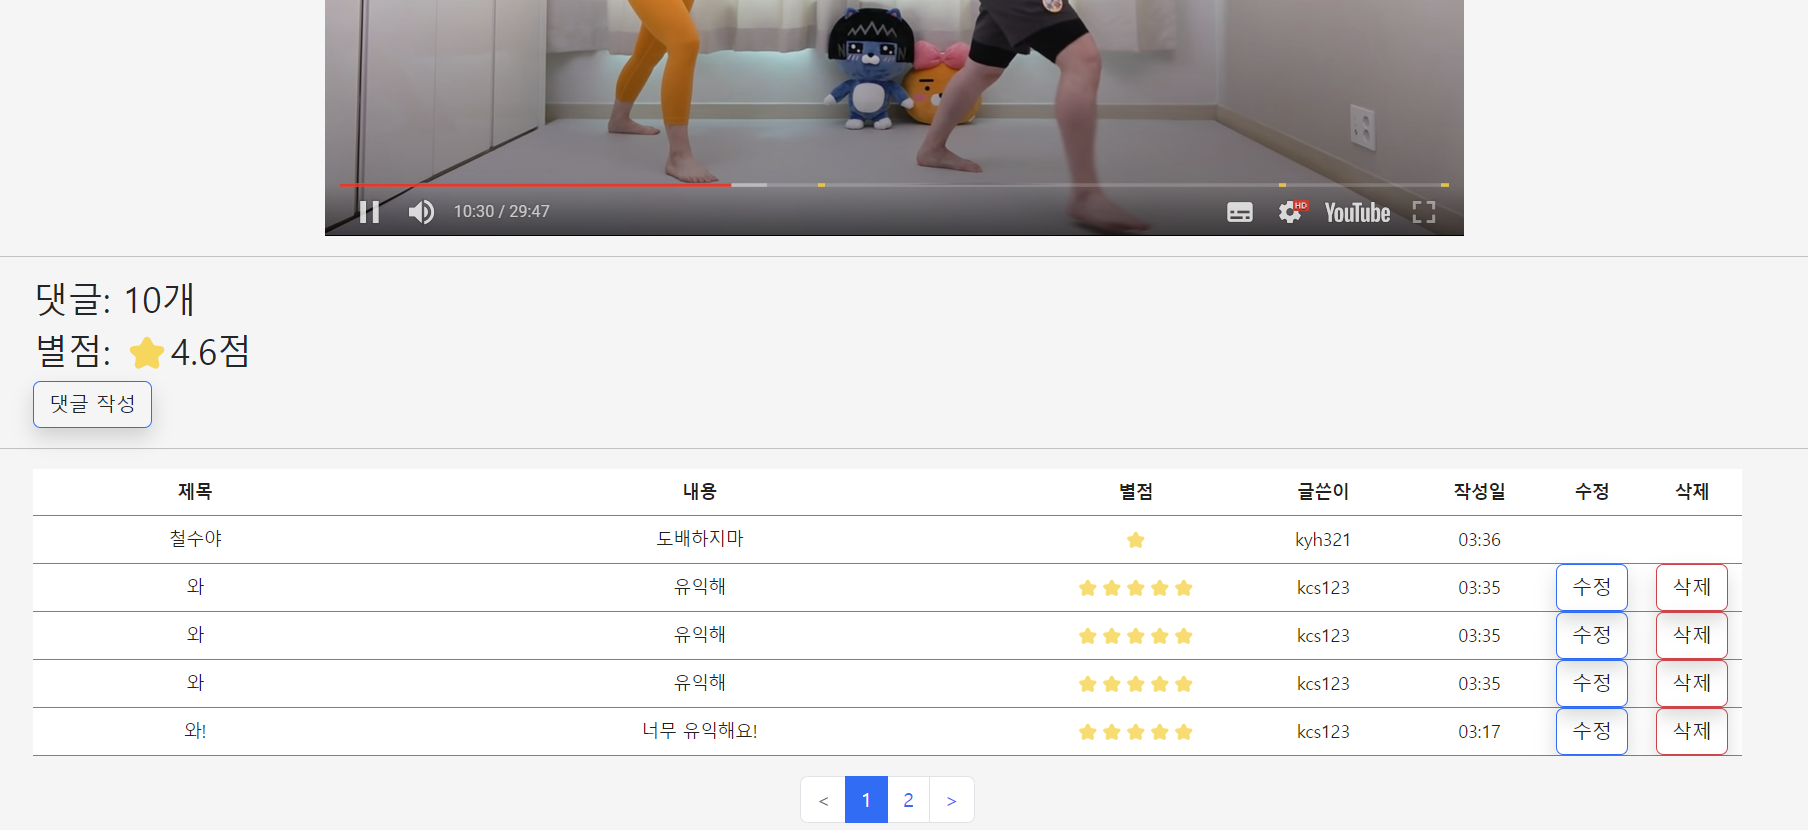 10:30 / 29:47
HD
YouTube
댓글: 10개
별점: 4.6점
댓글 작성
제목 내용 별점 글쓴이 작성일 수정 삭제
철수야 도배하지마 kyh321 03:36
와 유익해 kcs123 03:35 수정 삭제
와 유익해 kcs123 03:35 수정 삭제
와 유익해 kcs123 03:35 수정 삭제
와! 너무 유익해요! kcs123 03:17 수정 삭제
< 1 2 >